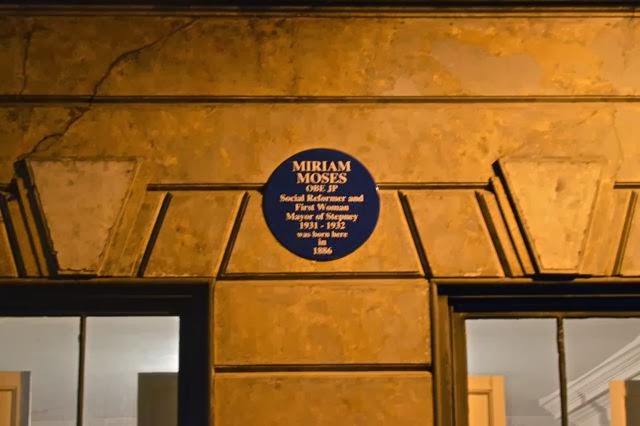 MIRIAM
MOSES
OBE JP
Social Reformer and
First Woman
Mayor of Stepney
1931 - 1932
was born here
in
1886